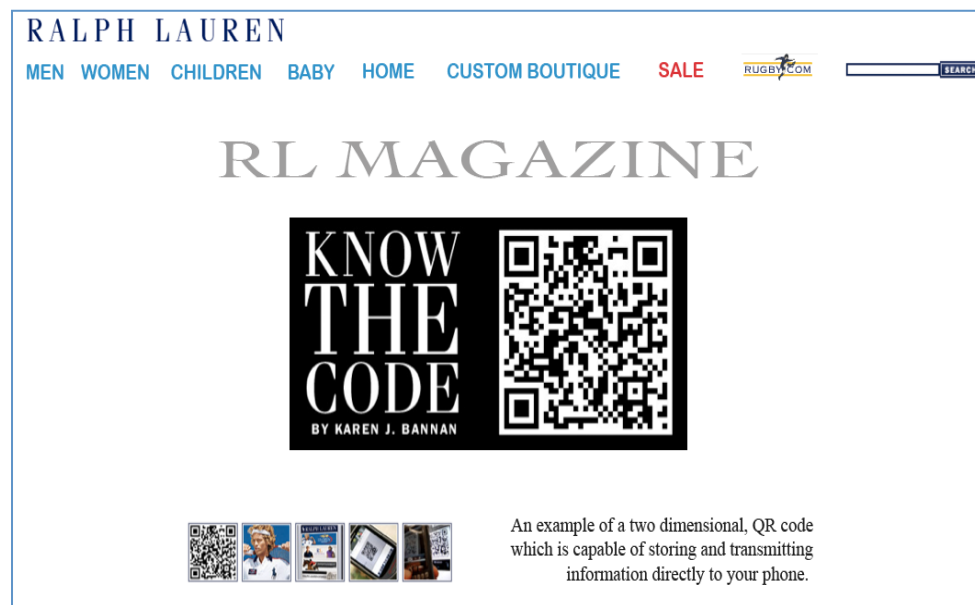 RALPH LAUREN
MEN WOMEN CHILDREN BABY HOME CUSTOM BOUTIQUE SALE RUGBY.COM SEARCH
RL MAGAZINE
KNOW
THE
CODE
BY KAREN J. BANNAN
RALPH LAUREN
An example of a two dimensional, QR code
which is capable of storing and transmitting
information directly to your phone.